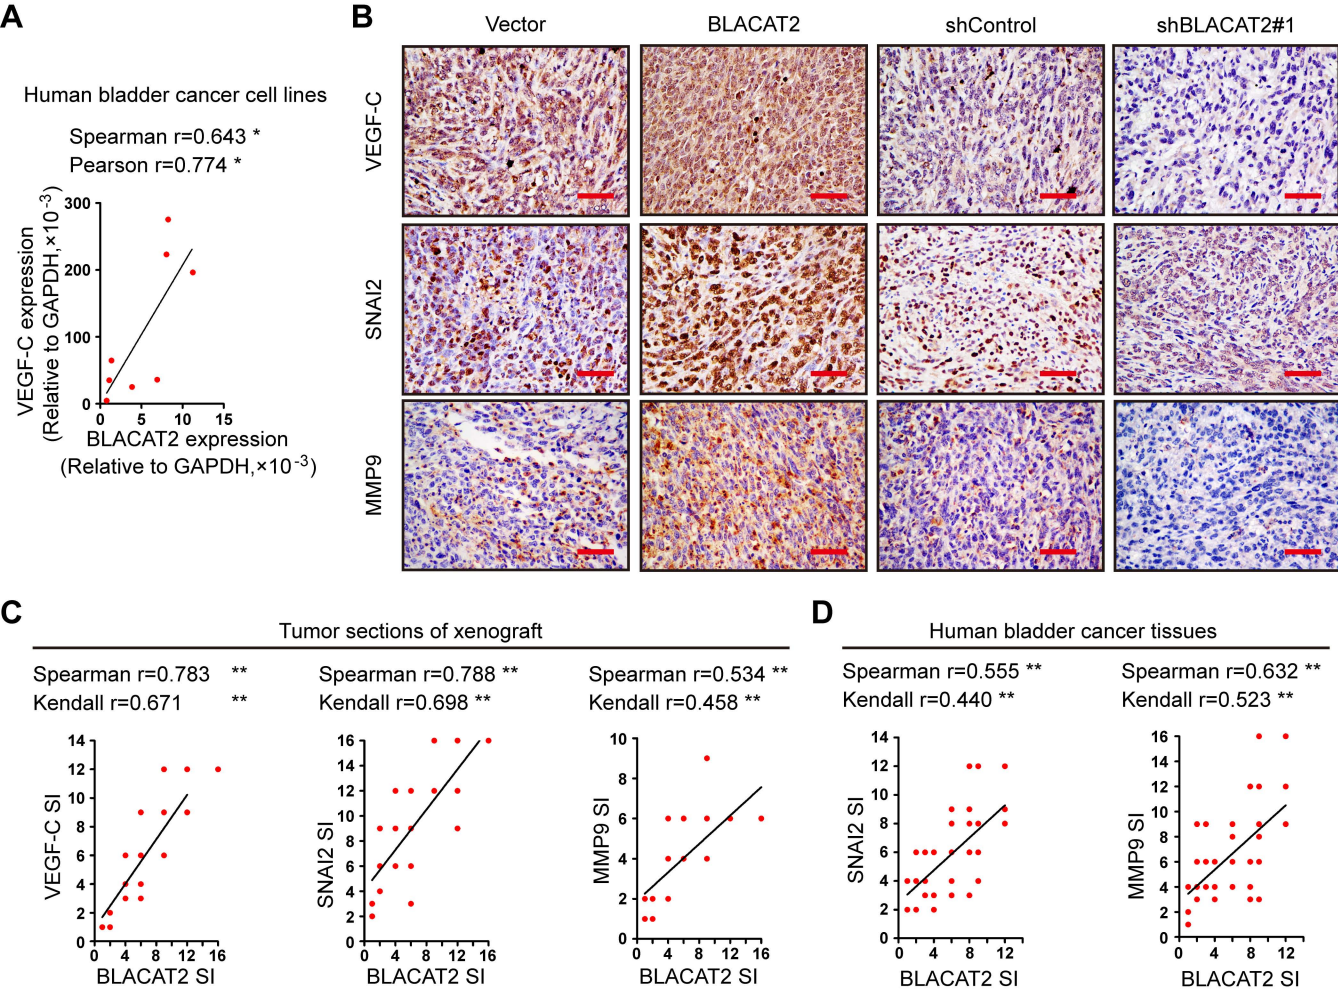 A
Human bladder cancer cell lines
Spearman r=0.643 *
Pearson r=0.774 *
VEGF-C expression
(Relative to GAPDH,×10⁻³)
300
200
100
0
0 5 10 15
BLACAT2 expression
(Relative to GAPDH,×10⁻³)
B
Vector BLACAT2 shControl shBLACAT2#1
VEGF-C
SNAI2
MMP9
C
Tumor sections of xenograft
Spearman r=0.783 **
Kendall r=0.671 **
VEGF-C SI
14
12
10
8
6
4
2
0
0 4 8 12 16
BLACAT2 SI
Spearman r=0.788 **
Kendall r=0.698 **
SNAI2 SI
16
14
12
10
8
6
4
2
0
0 4 8 12 16
BLACAT2 SI
Spearman r=0.534 **
Kendall r=0.458 **
MMP9 SI
10
8
6
4
2
0
0 4 8 12 16
BLACAT2 SI
D
Human bladder cancer tissues
Spearman r=0.555 **
Kendall r=0.440 **
SNAI2 SI
14
12
10
8
6
4
2
0
0 4 8 12
BLACAT2 SI
Spearman r=0.632 **
Kendall r=0.523 **
MMP9 SI
16
14
12
10
8
6
4
2
0
0 4 8 12
BLACAT2 SI